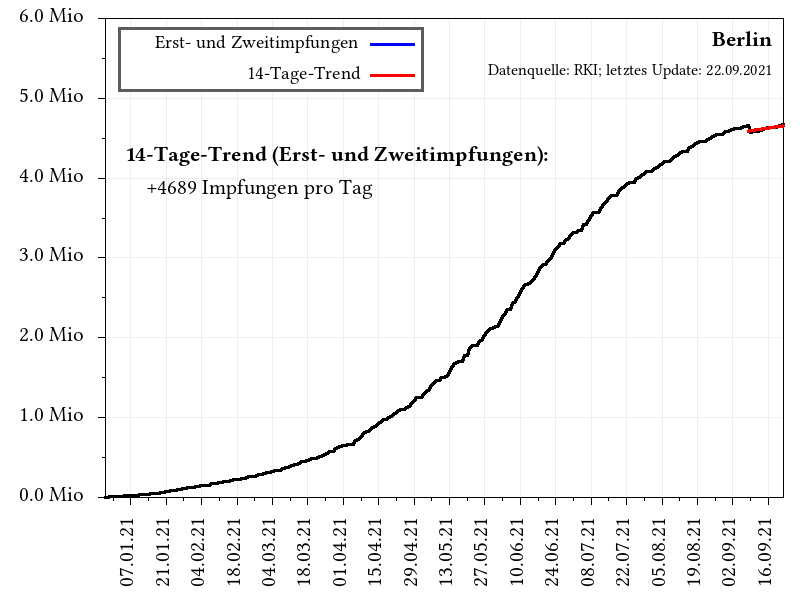 6.0 Mio
5.0 Mio
4.0 Mio
3.0 Mio
2.0 Mio
1.0 Mio
0.0 Mio
Erst- und Zweitimpfungen
14-Tage-Trend
Berlin
Datenquelle: RKI; letztes Update: 22.09.2021
14-Tage-Trend (Erst- und Zweitimpfungen):
+4689 Impfungen pro Tag
07.01.21
21.01.21
04.02.21
18.02.21
04.03.21
18.03.21
01.04.21
15.04.21
29.04.21
13.05.21
27.05.21
10.06.21
24.06.21
08.07.21
22.07.21
05.08.21
19.08.21
02.09.21
16.09.21